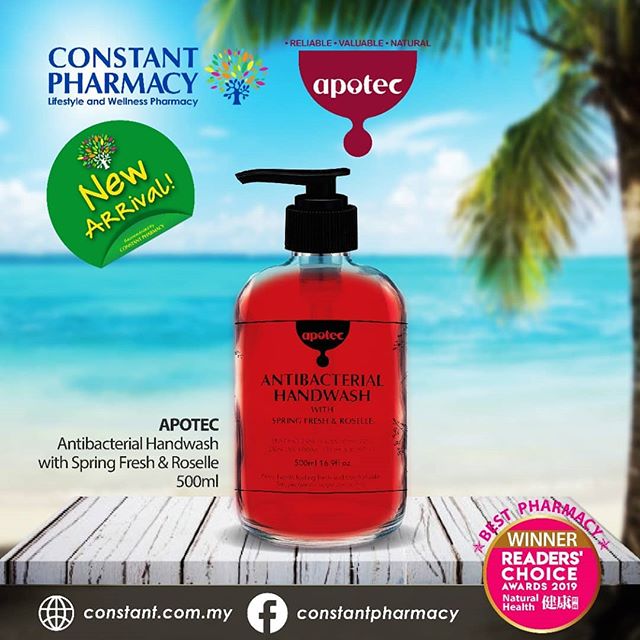 CONSTANT
PHARMACY
Lifestyle and Wellness Pharmacy
• RELIABLE • VALUABLE • NATURAL
apotec
New
ARRIVAL!
CONSTANT PHARMACY
apotec
ANTIBACTERIAL
HANDWASH
WITH
SPRING FRESH & ROSELLE
500ml 16.9fl oz
APOTEC
Antibacterial Handwash
with Spring Fresh & Roselle
500ml
BEST PHARMACY
WINNER
READERS'
CHOICE
AWARDS 2019
Natural
Health 健康
constant.com.my constantpharmacy